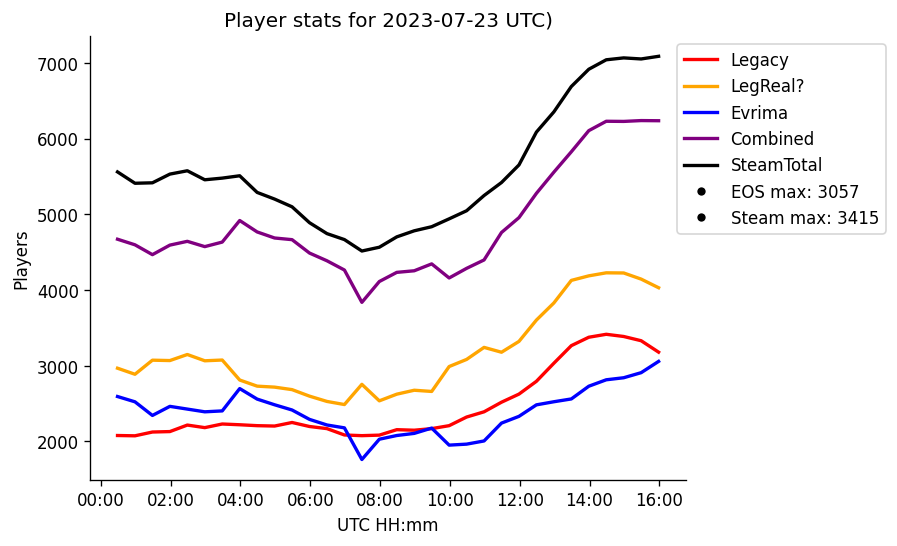 Player stats for 2023-07-23 UTC)
Legacy
LegReal?
Evrima
Combined
SteamTotal
EOS max: 3057
Steam max: 3415
Players
7000
6000
5000
4000
3000
2000
00:00 02:00 04:00 06:00 08:00 10:00 12:00 14:00 16:00
UTC HH:mm